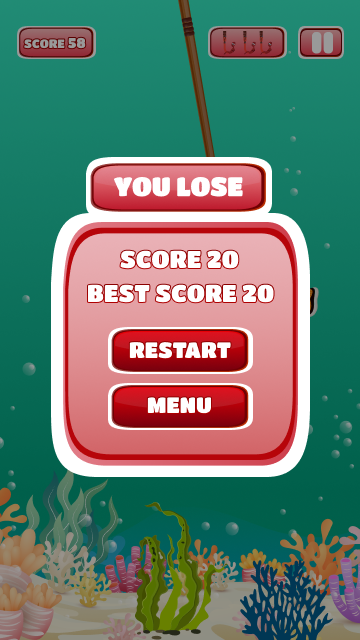 SCORE 58
YOU LOSE
SCORE 20
BEST SCORE 20
RESTART
MENU